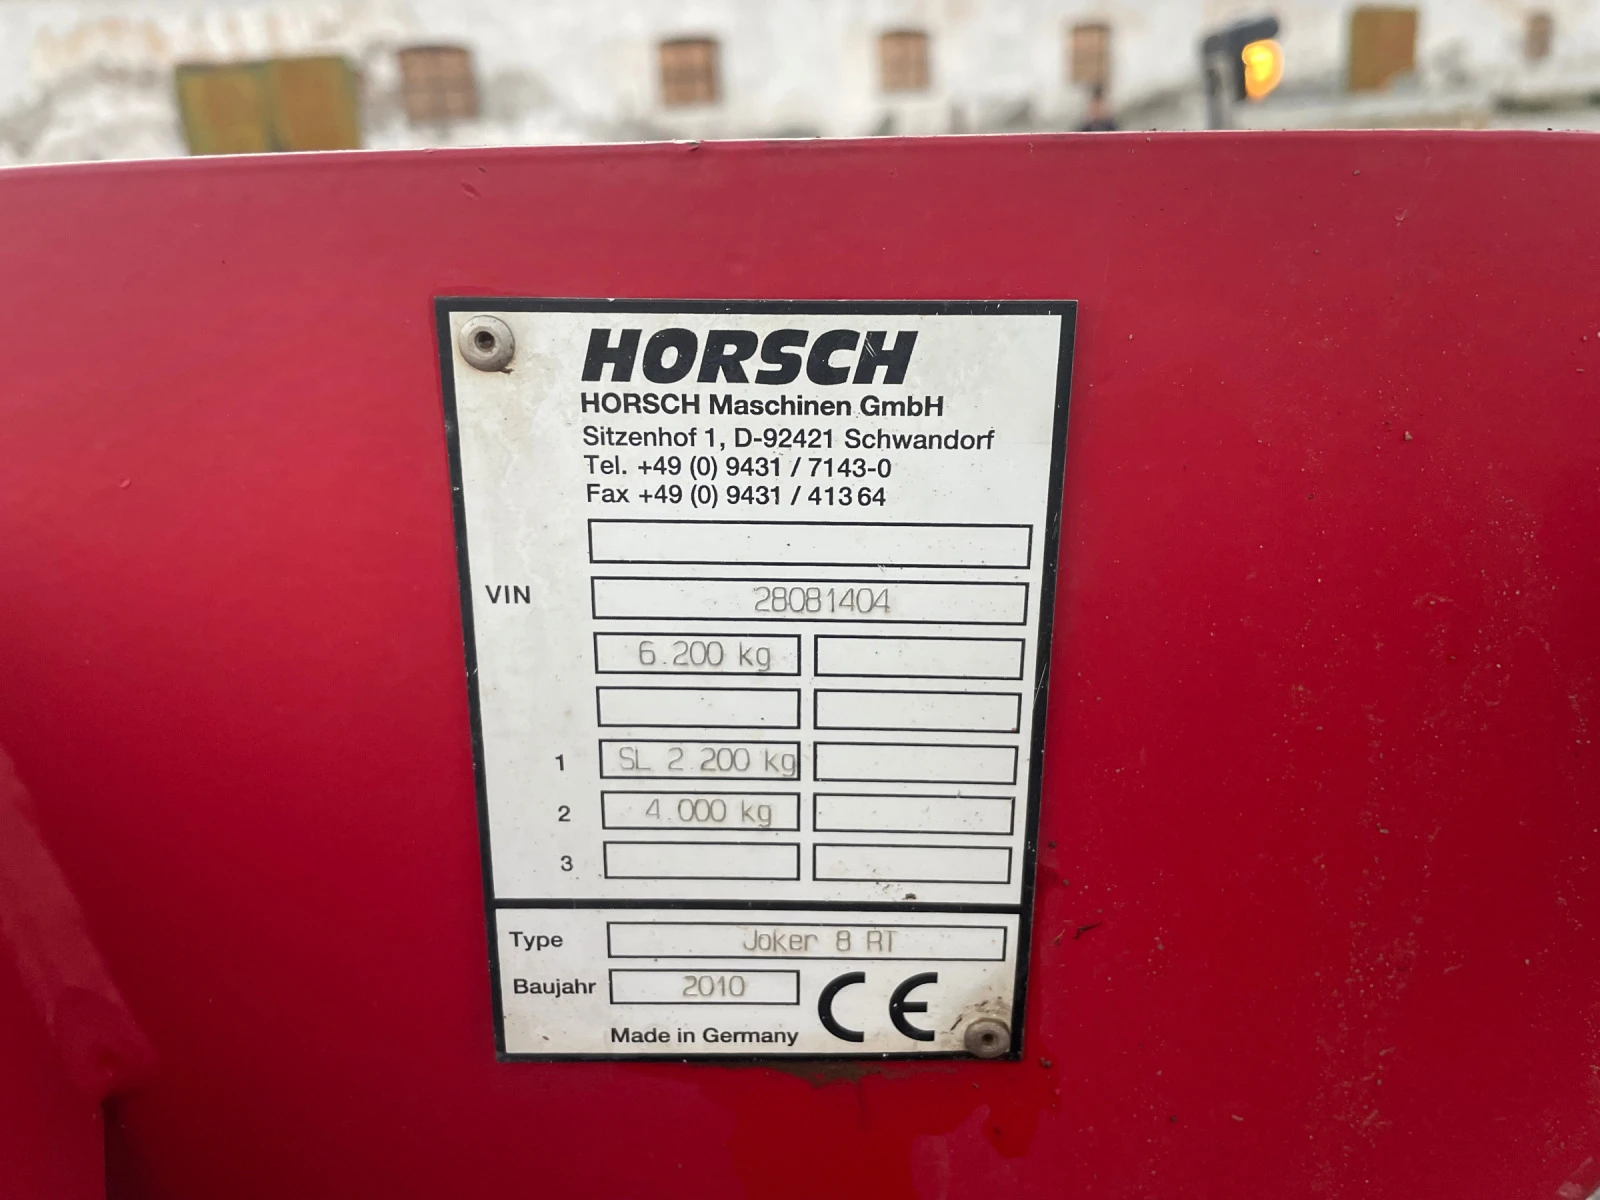 HORSCH
HORSCH Maschinen GmbH
Sitzenhof 1, D-92421 Schwandorf
Tel. +49 (0) 9431 / 7143-0
Fax +49 (0) 9431 / 413 64
VIN 28081404
6.200 kg
1 SL 2.200 kg
2 4.000 kg
3
Type Joker 8 RT
Baujahr 2010
Made in Germany CE